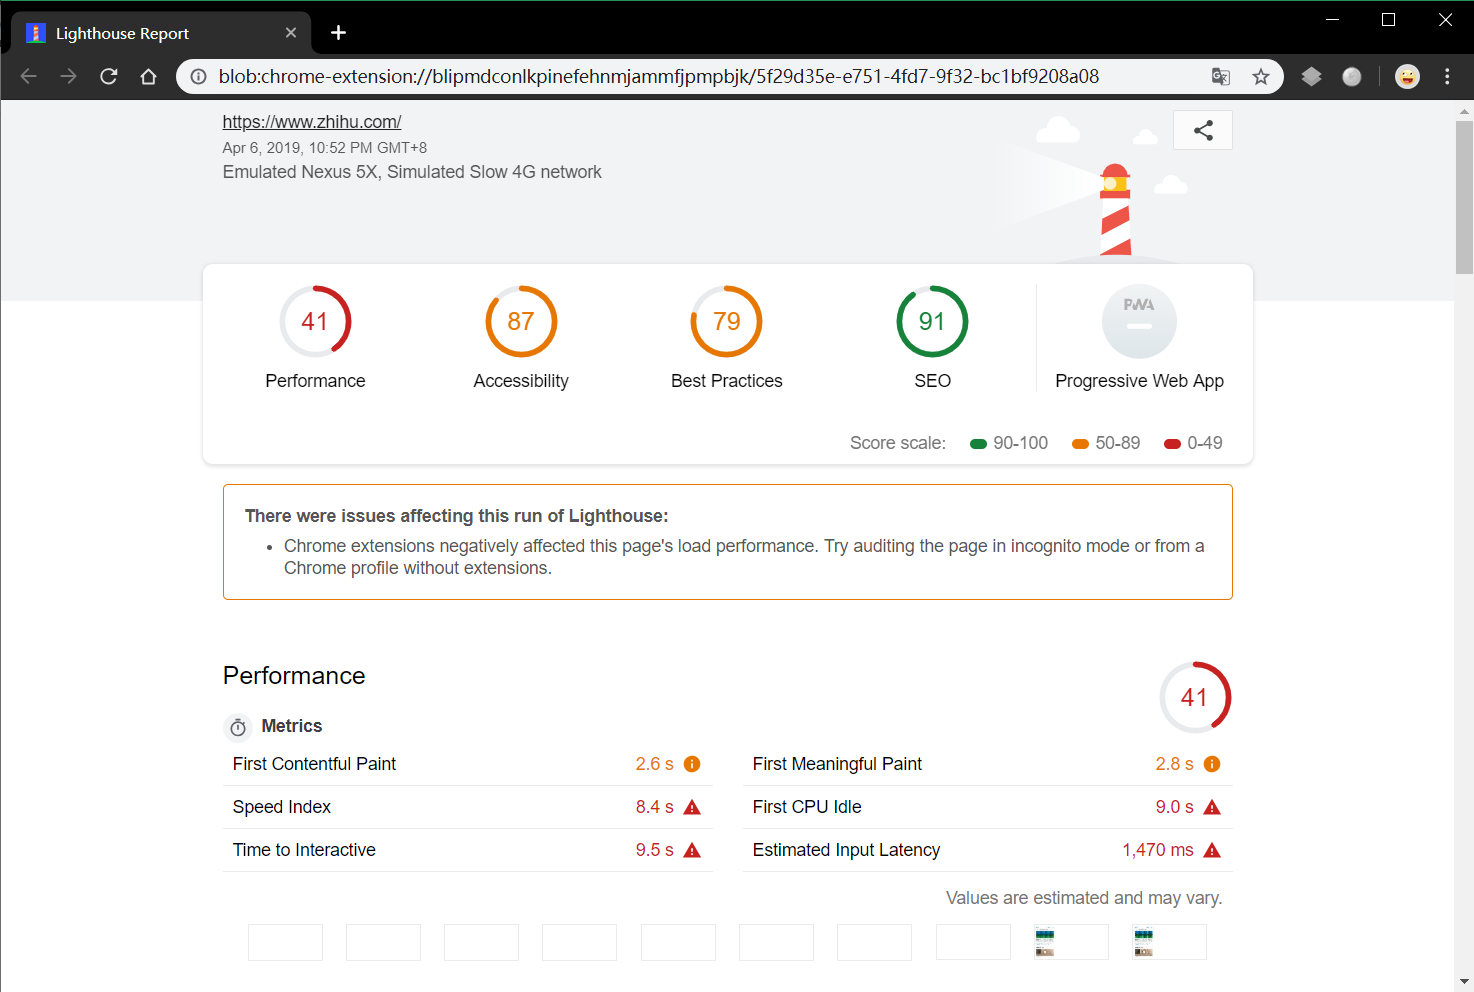 Lighthouse Report
blob:chrome-extension://blipmdconlkpinefehnmjammfjpmpbjk/5f29d35e-e751-4fd7-9f32-bc1bf9208a08
https://www.zhihu.com/
Apr 6, 2019, 10:52 PM GMT+8
Emulated Nexus 5X, Simulated Slow 4G network
41
87
79
91
PWA
Performance
Accessibility
Best Practices
SEO
Progressive Web App
Score scale: 90-100 50-89 0-49
There were issues affecting this run of Lighthouse:
• Chrome extensions negatively affected this page's load performance. Try auditing the page in incognito mode or from a
Chrome profile without extensions.
Performance
41
Metrics
First Contentful Paint 2.6 s
First Meaningful Paint 2.8 s
Speed Index 8.4 s
First CPU Idle 9.0 s
Time to Interactive 9.5 s
Estimated Input Latency 1,470 ms
Values are estimated and may vary.